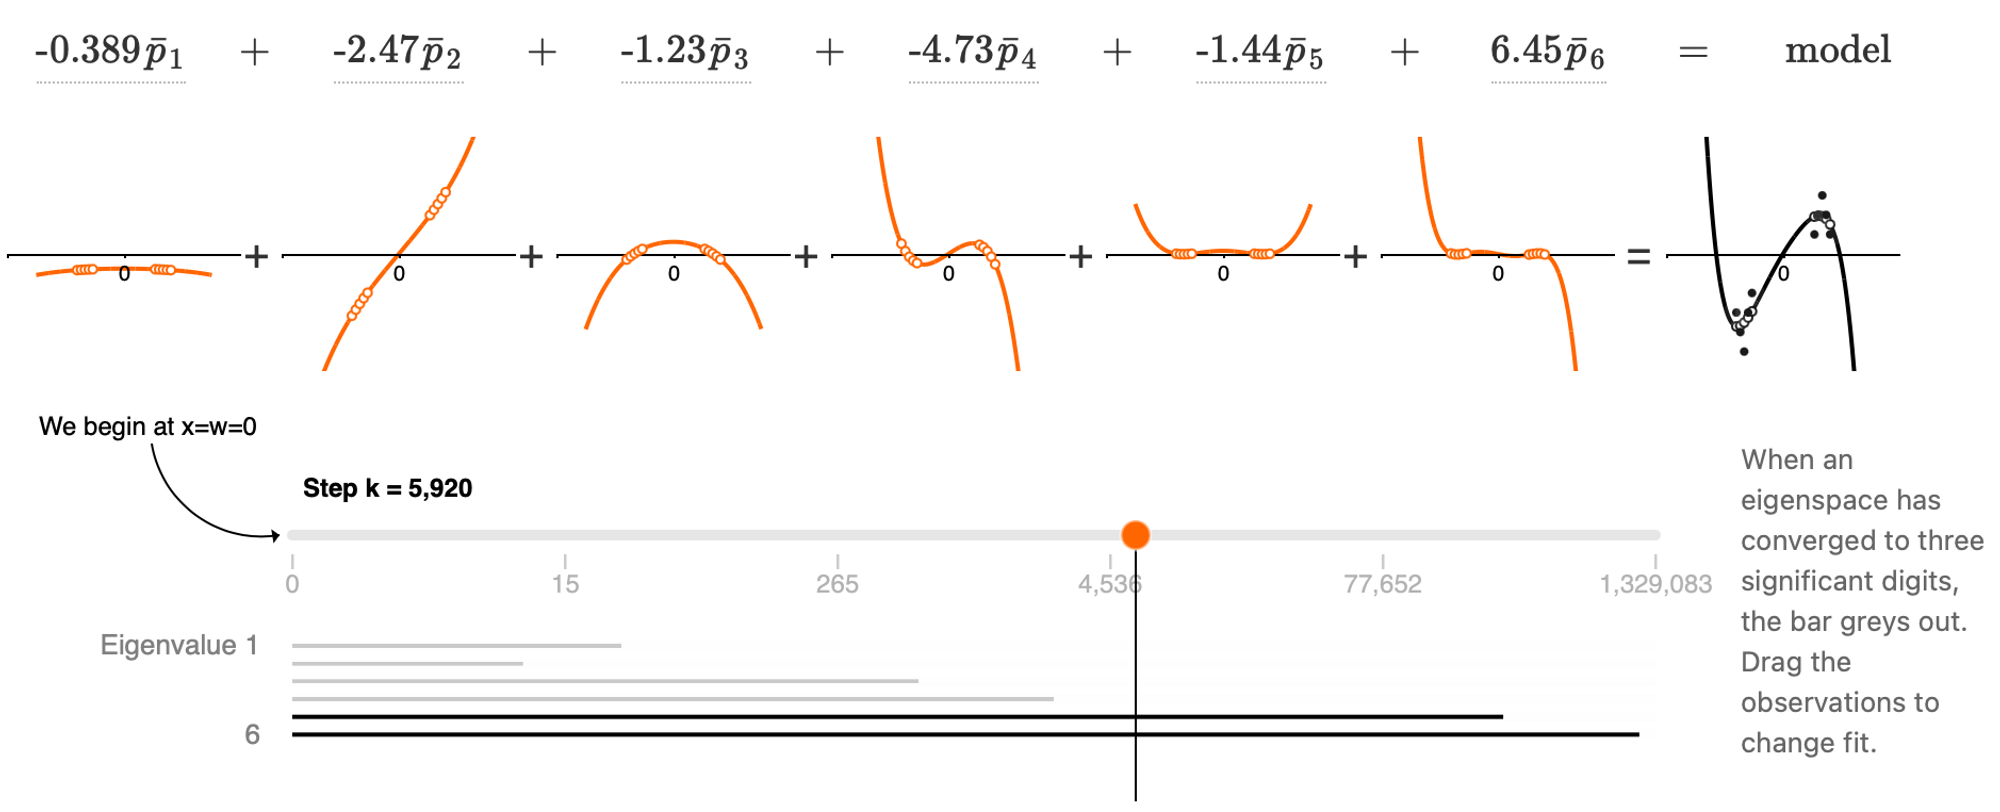 -0.389p̄₁ + -2.47p̄₂ + -1.23p̄₃ + -4.73p̄₄ + -1.44p̄₅ + 6.45p̄₆ = model
0 + 0 + 0 + 0 + 0 + 0 = 0
We begin at x=w=0
Step k = 5,920
0 15 265 4,536 77,652 1,329,083
Eigenvalue 1
6
When an
eigenspace has
converged to three
significant digits,
the bar greys out.
Drag the
observations to
change fit.